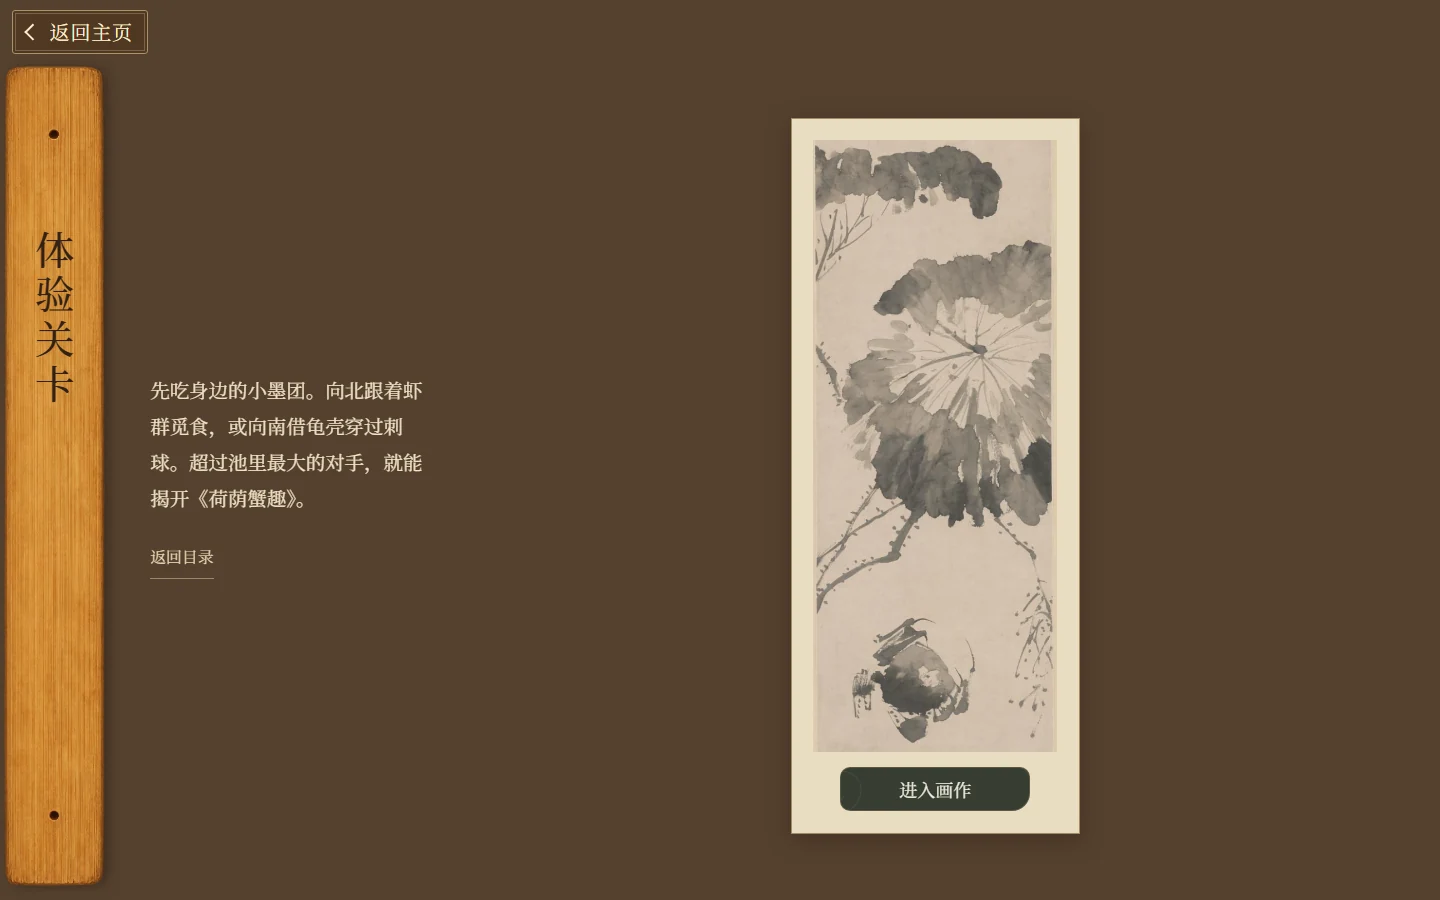 返回主页
体验关卡
先吃身边的小墨团。向北跟着虾
群觅食，或向南借龟壳穿过刺
球。超过池里最大的对手，就能
揭开《荷荫蟹趣》。
返回目录
进入画作